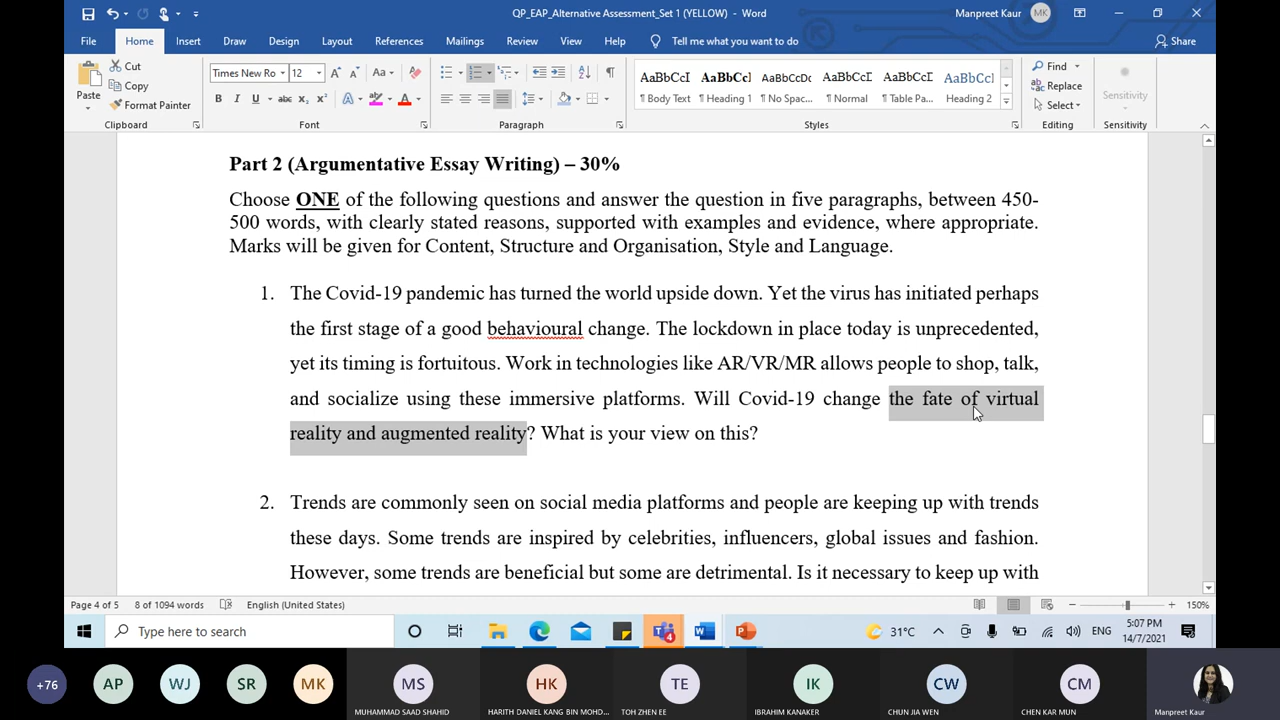 QP_EAP_Alternative Assessment_Set 1 (YELLOW) – Word
Manpreet Kaur MK
File Home Insert Draw Design Layout References Mailings Review View Help Tell me what you want to do Share
Paste Cut Copy Format Painter
Times New Ro 12
B I U abc x₂ x² A
AaBbCcI AaBbCcI AaBbCcDc AaBbCcI AaBbCcI AaBbCcI
¶ Body Text ¶ Heading 1 ¶ No Spac... ¶ Normal ¶ Table Pa... Heading 2
Find Replace Select
Sensitivity
Clipboard Font Paragraph Styles Editing Sensitivity
Part 2 (Argumentative Essay Writing) – 30%
Choose ONE of the following questions and answer the question in five paragraphs, between 450-
500 words, with clearly stated reasons, supported with examples and evidence, where appropriate.
Marks will be given for Content, Structure and Organisation, Style and Language.
1. The Covid-19 pandemic has turned the world upside down. Yet the virus has initiated perhaps
the first stage of a good behavioural change. The lockdown in place today is unprecedented,
yet its timing is fortuitous. Work in technologies like AR/VR/MR allows people to shop, talk,
and socialize using these immersive platforms. Will Covid-19 change the fate of virtual
reality and augmented reality? What is your view on this?
2. Trends are commonly seen on social media platforms and people are keeping up with trends
these days. Some trends are inspired by celebrities, influencers, global issues and fashion.
However, some trends are beneficial but some are detrimental. Is it necessary to keep up with
Page 4 of 5 8 of 1094 words English (United States) 150%
Type here to search 4 31°C ENG 5:07 PM
14/7/2021
+76 AP WJ SR MK MS HK TE IK CW CM
MUHAMMAD SAAD SHAHID HARITH DANIEL KANG BIN MOHD... TOH ZHEN EE IBRAHIM KANAKER CHUN JIA WEN CHEN KAR MUN Manpreet Kaur